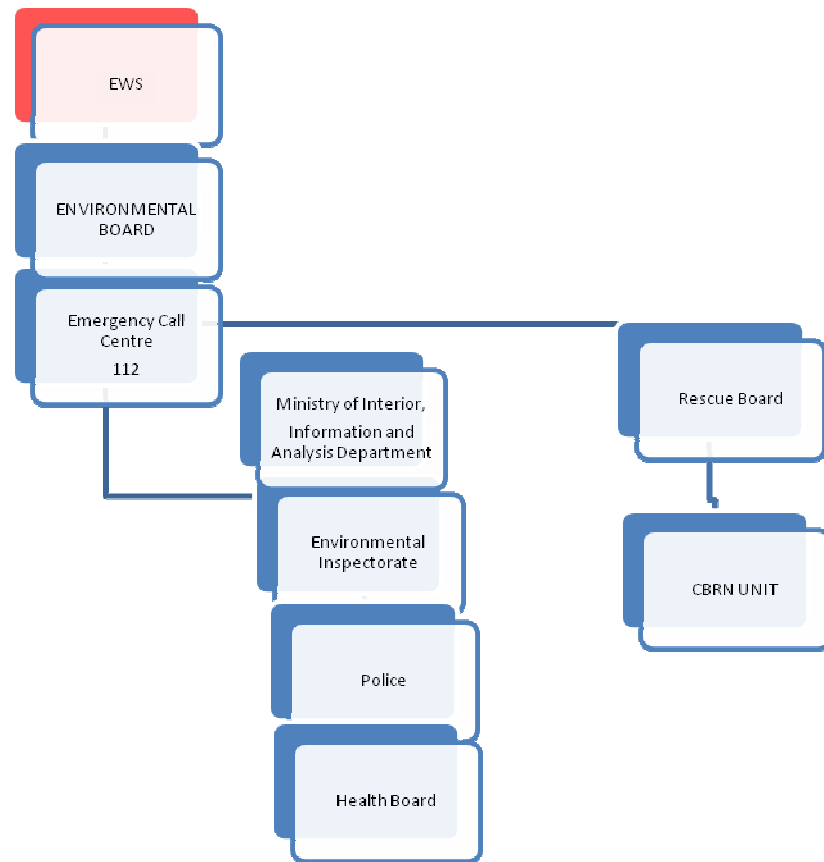 EWS
ENVIRONMENTAL
BOARD
Emergency Call
Centre
112
Ministry of Interior,
Information and
Analysis Department
Environmental
Inspectorate
Police
Health Board
Rescue Board
CBRN UNIT